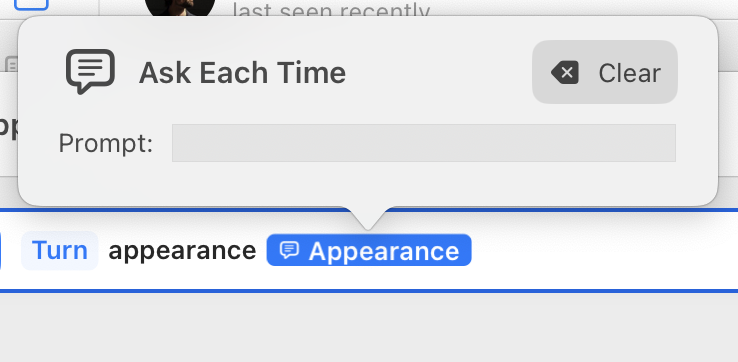 last seen recently
Ask Each Time
Clear
Prompt:
Turn appearance Appearance